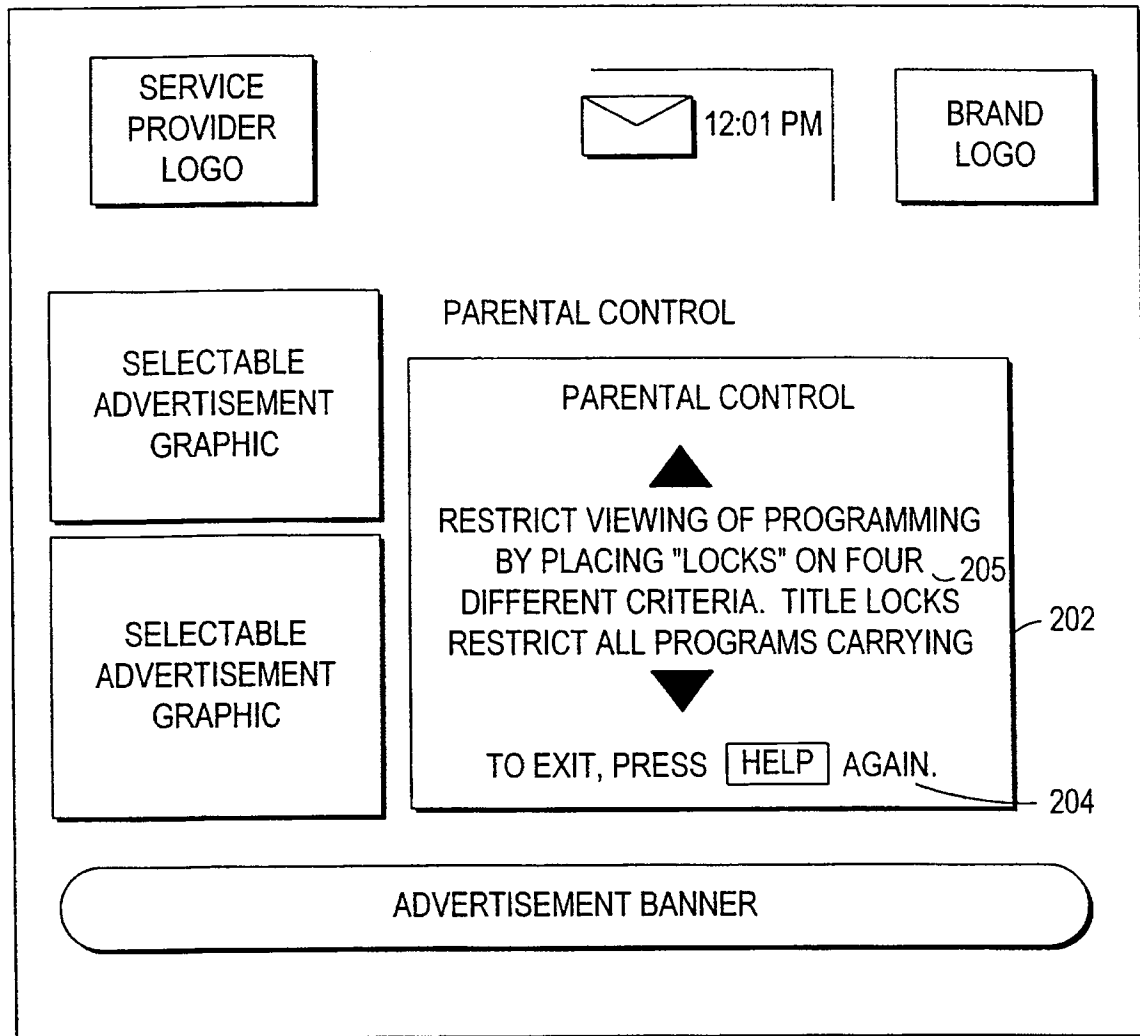 SERVICE
PROVIDER
LOGO
12:01 PM
BRAND
LOGO
SELECTABLE
ADVERTISEMENT
GRAPHIC
SELECTABLE
ADVERTISEMENT
GRAPHIC
PARENTAL CONTROL
PARENTAL CONTROL
RESTRICT VIEWING OF PROGRAMMING
BY PLACING "LOCKS" ON FOUR
205
DIFFERENT CRITERIA. TITLE LOCKS
RESTRICT ALL PROGRAMS CARRYING
202
TO EXIT, PRESS HELP AGAIN.
204
ADVERTISEMENT BANNER